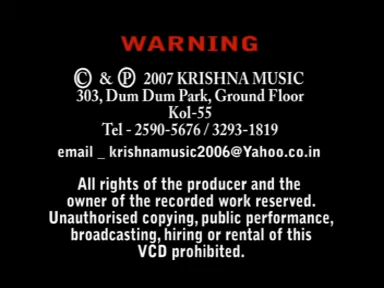 WARNING
© & ℗ 2007 KRISHNA MUSIC
303, Dum Dum Park, Ground Floor
Kol-55
Tel - 2590-5676 / 3293-1819
email _ krishnamusic2006@Yahoo.co.in
All rights of the producer and the
owner of the recorded work reserved.
Unauthorised copying, public performance,
broadcasting, hiring or rental of this
VCD prohibited.